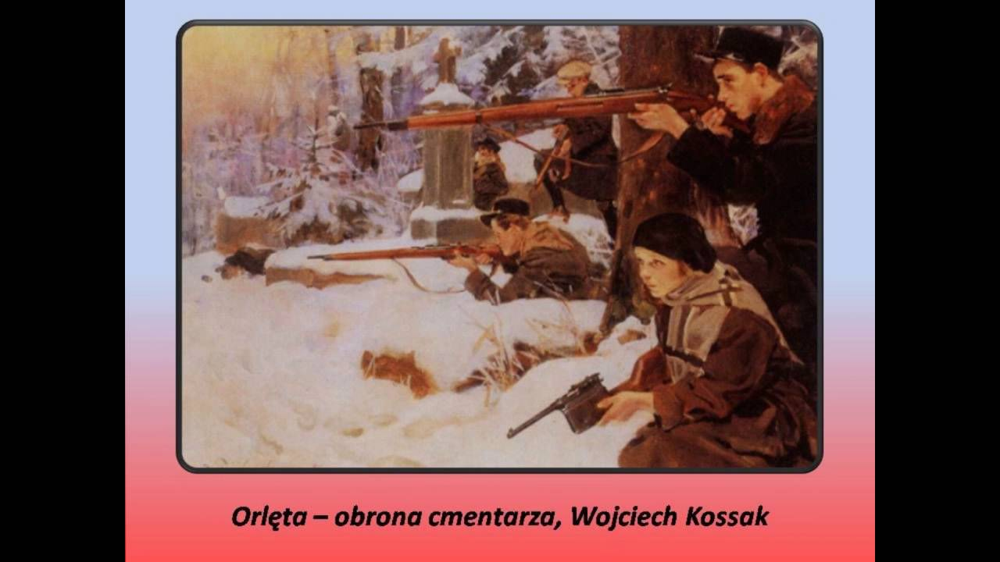 Orlęta – obrona cmentarza, Wojciech Kossak